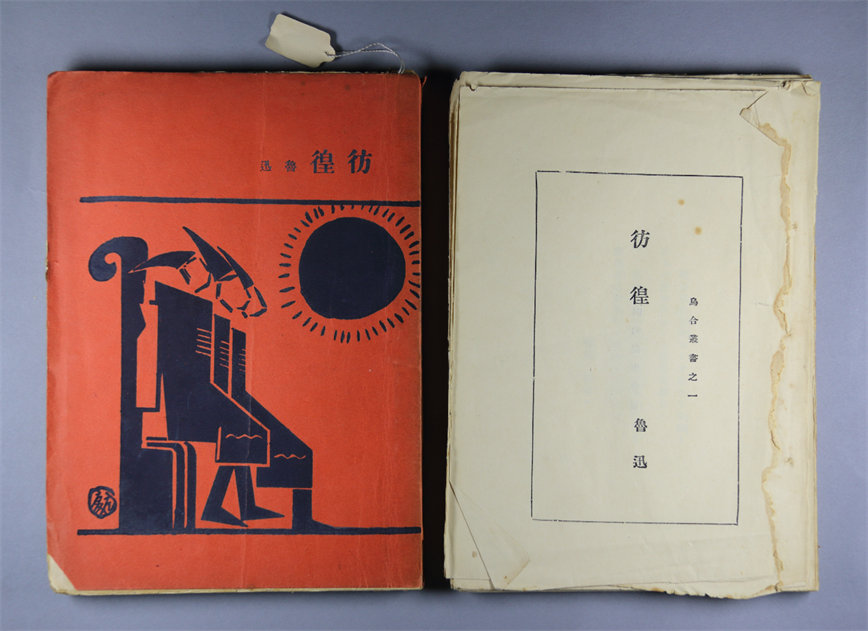 彷徨 魯迅
烏合叢書之一
彷徨
魯迅